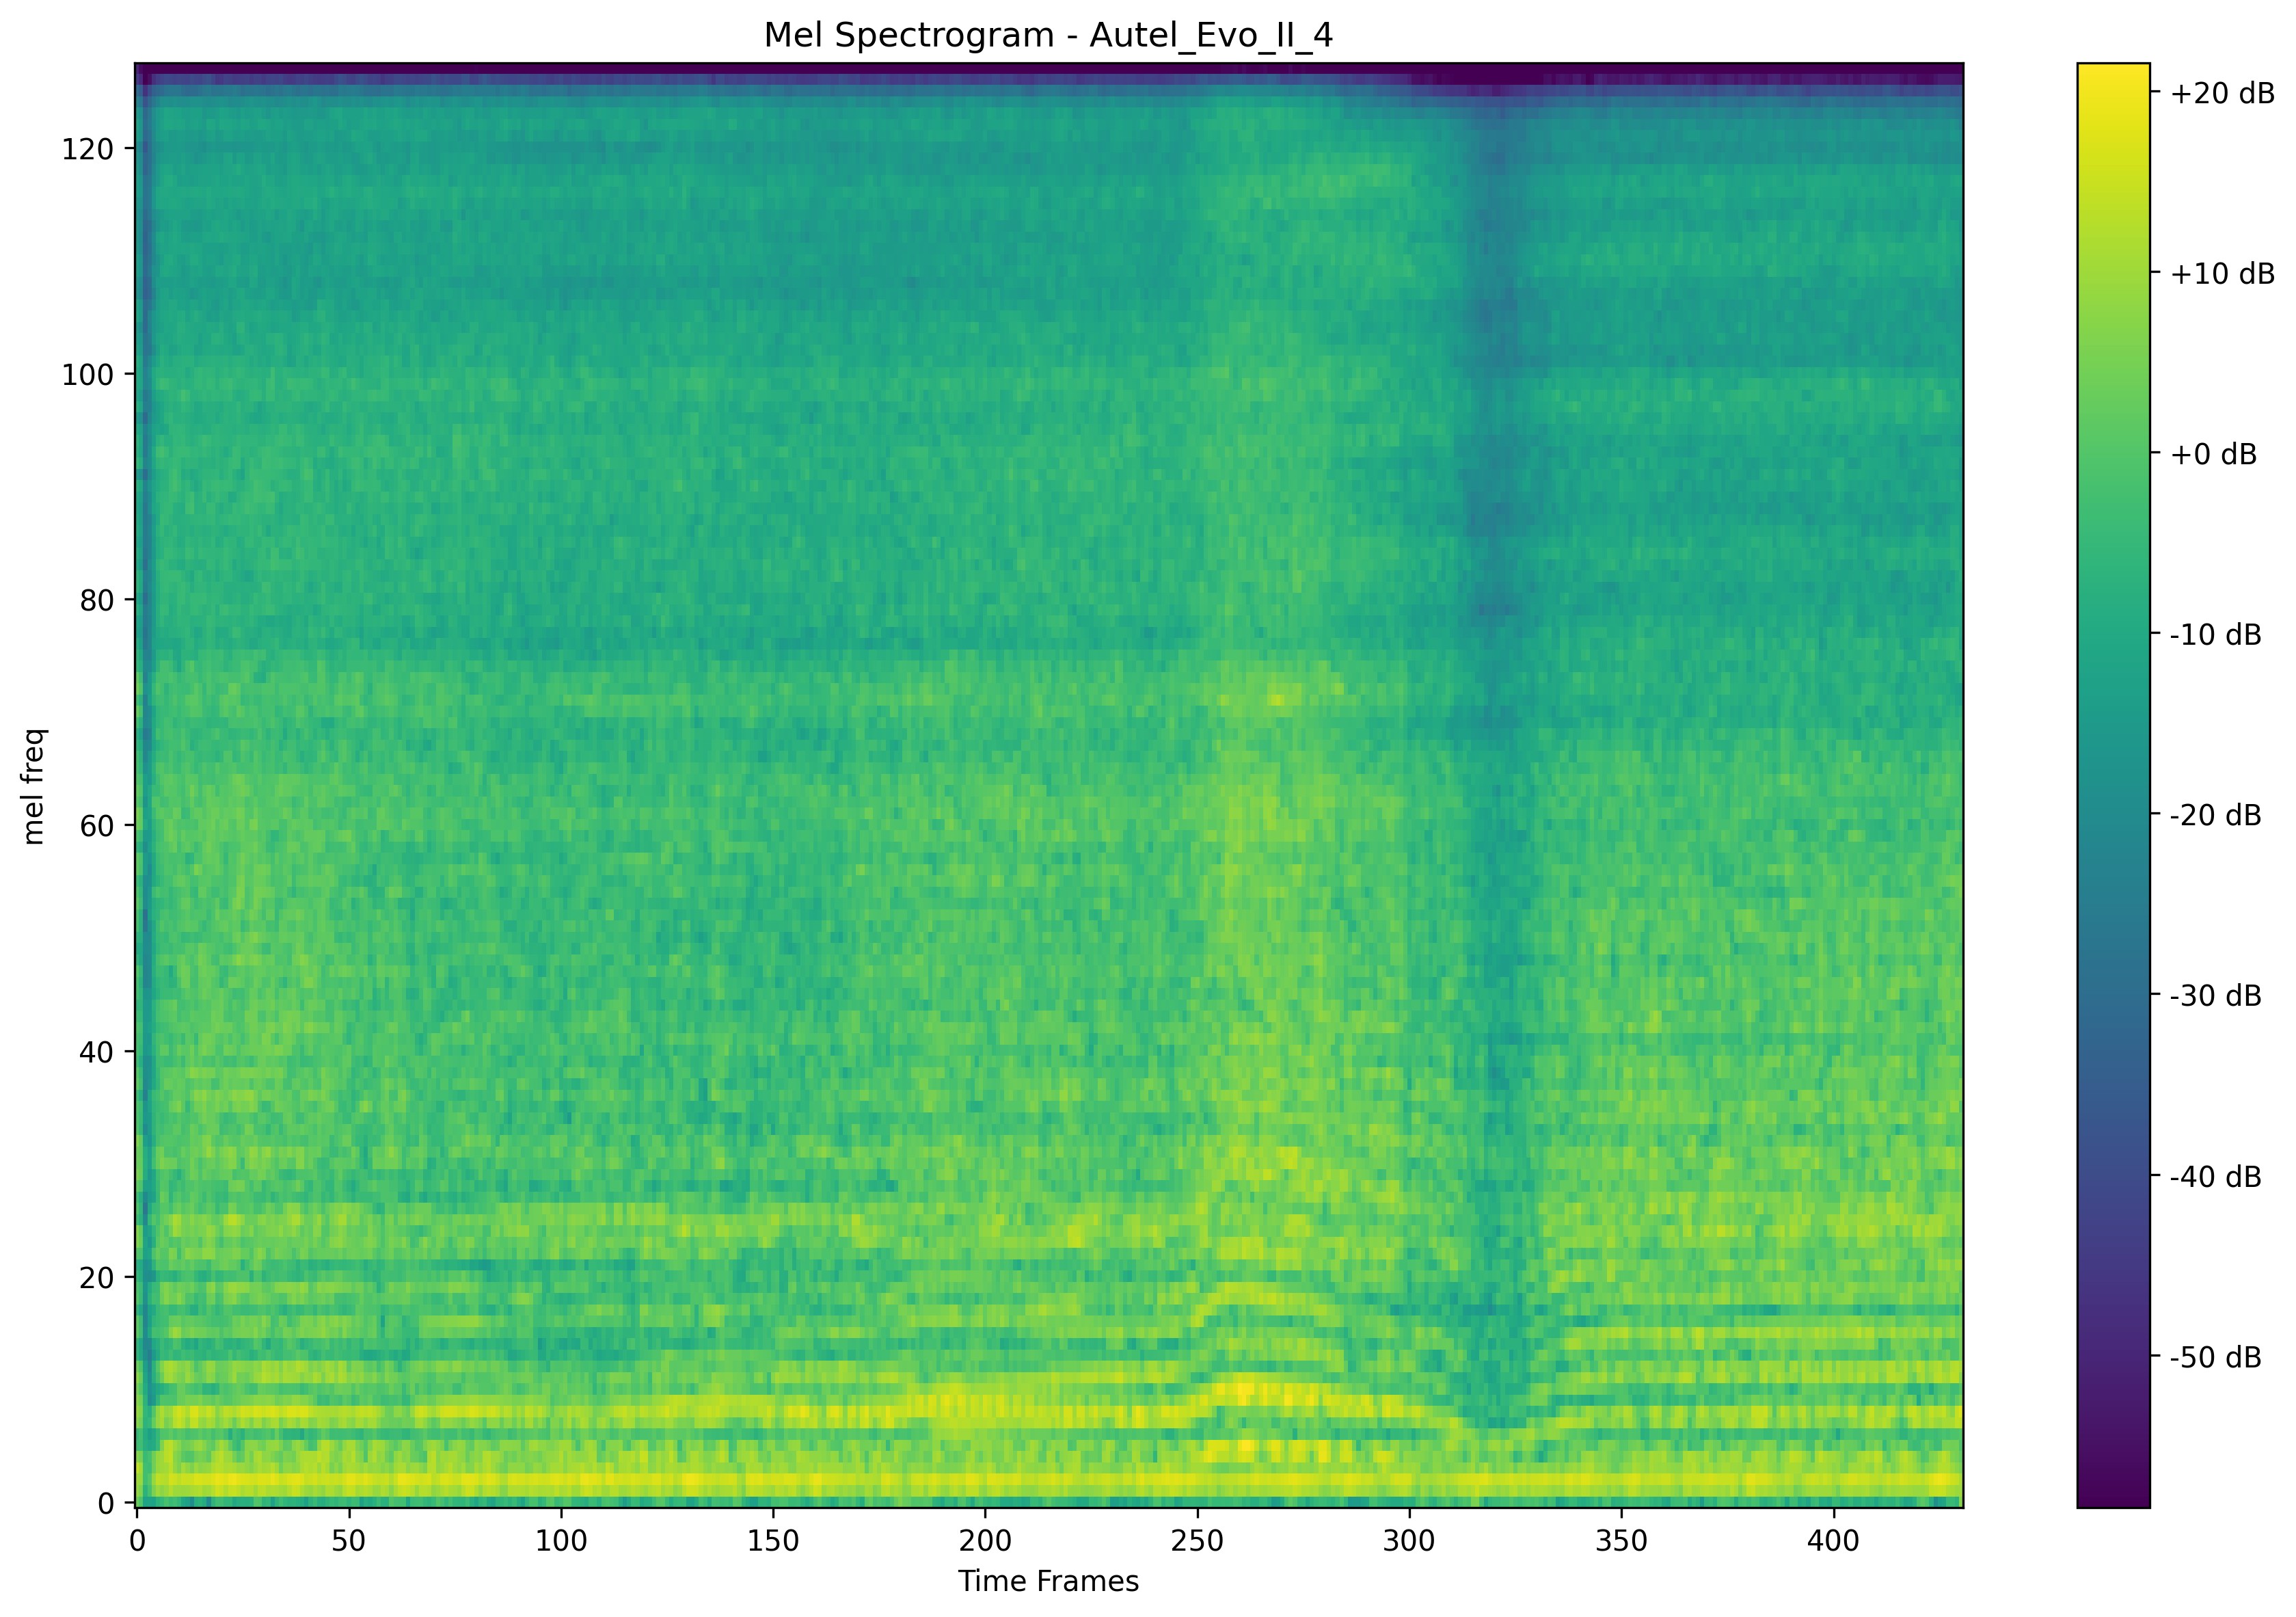 Mel Spectrogram - Autel_Evo_II_4
mel freq
120
100
80
60
40
20
0
0 50 100 150 200 250 300 350 400
Time Frames
+20 dB
+10 dB
+0 dB
-10 dB
-20 dB
-30 dB
-40 dB
-50 dB